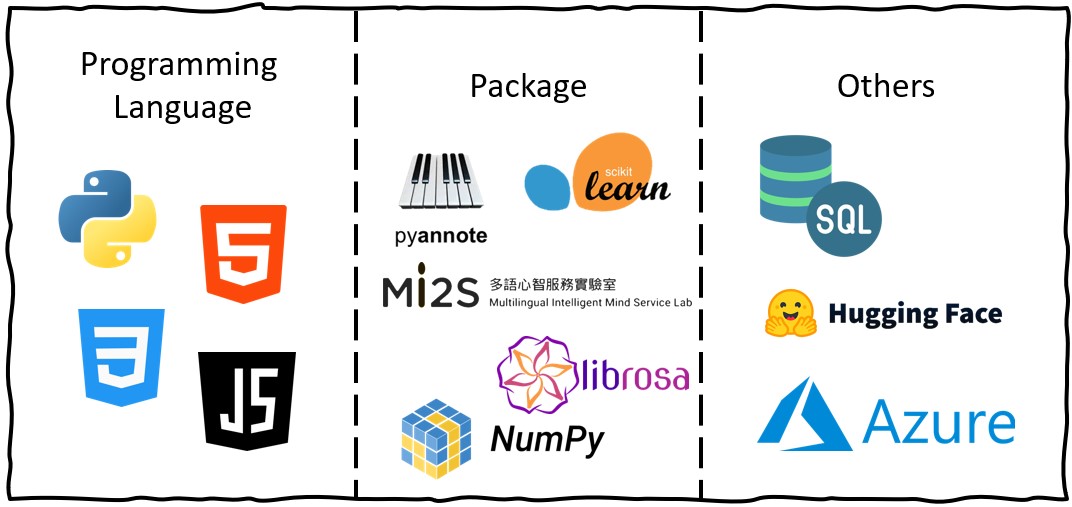 Programming
Language
5
3
JS
Package
pyannote
scikit
learn
Mi2S 多語心智服務實驗室
Multilingual Intelligent Mind Service Lab
librosa
NumPy
Others
SQL
Hugging Face
Azure